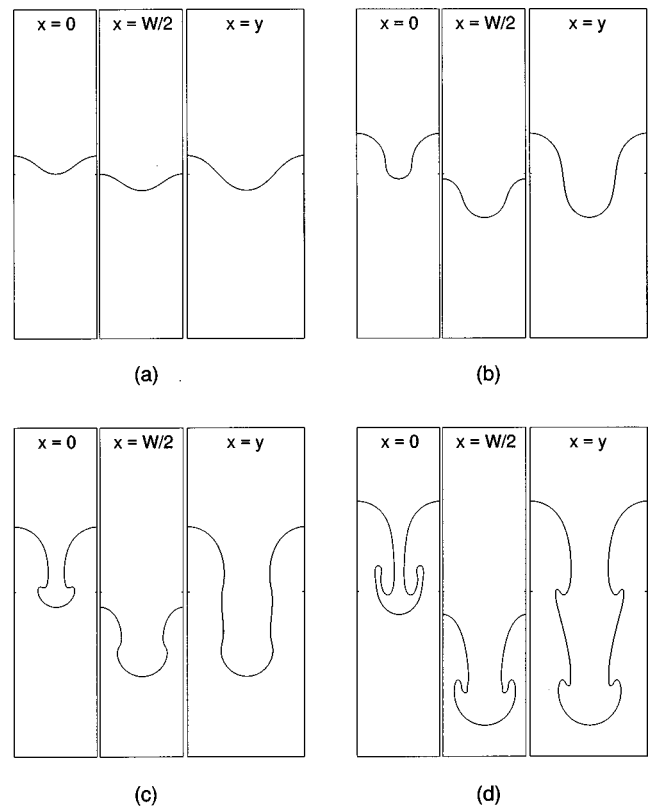 x = 0 x = W/2 x = y
x = 0 x = W/2 x = y
(a)
(b)
x = 0 x = W/2 x = y
x = 0 x = W/2 x = y
(c)
(d)